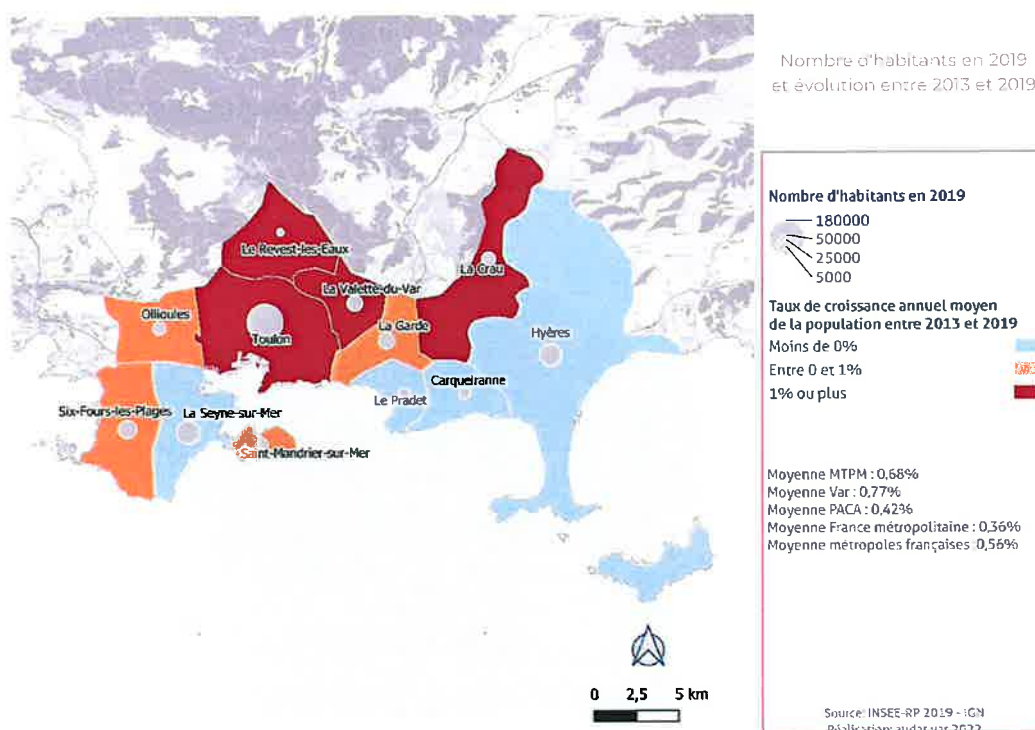 Nombre d'habitants en 2019
et évolution entre 2013 et 2019
Nombre d'habitants en 2019
180000
50000
25000
5000
Taux de croissance annuel moyen
de la population entre 2013 et 2019
Moins de 0%
Entre 0 et 1%
1% ou plus
Moyenne MTPM : 0,68%
Moyenne Var : 0,77%
Moyenne PACA : 0,42%
Moyenne France métropolitaine : 0,36%
Moyenne métropoles françaises : 0,56%
Source: INSEE-RP 2019 - IGN
Réalisation: audat.var 2022
Le Revest-les-Eaux
La Crau
La Valette-du-Var
Ollioules
La Garde
Toulon
Hyères
Carqueiranne
Le Pradet
Six-Fours-les-Plages
La Seyne-sur-Mer
Saint-Mandrier-sur-Mer
0 2,5 5 km